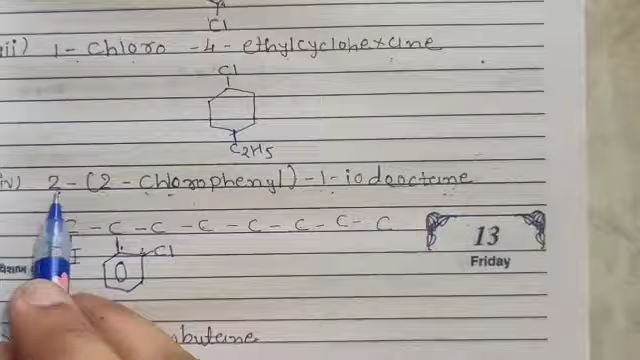 Cl
iii) 1 - Chloro - 4 - ethylcyclohexane
Cl
C2H5
iv) 2 - (2 - Chlorophenyl) - 1 - iodooctane
C - C - C - C - C - C - C
I
Cl
13
Friday
butane